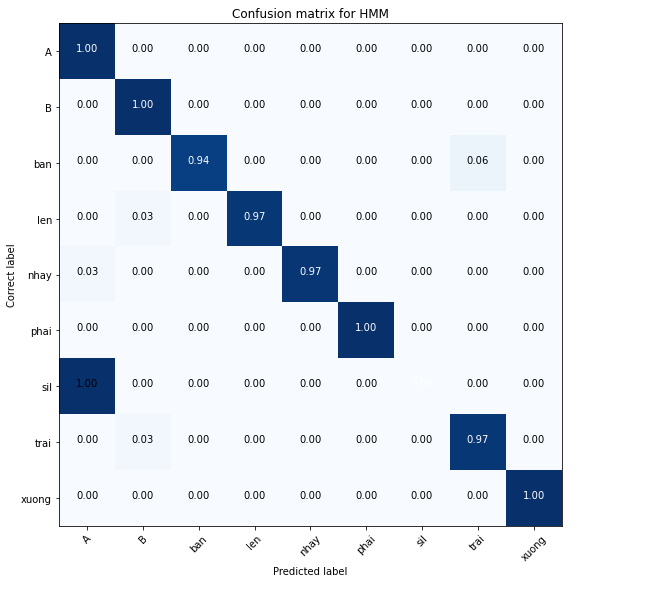 Confusion matrix for HMM
A 1.00 0.00 0.00 0.00 0.00 0.00 0.00 0.00 0.00
B 0.00 1.00 0.00 0.00 0.00 0.00 0.00 0.00 0.00
ban 0.00 0.00 0.94 0.00 0.00 0.00 0.00 0.06 0.00
len 0.00 0.03 0.00 0.97 0.00 0.00 0.00 0.00 0.00
nhay 0.03 0.00 0.00 0.00 0.97 0.00 0.00 0.00 0.00
phai 0.00 0.00 0.00 0.00 0.00 1.00 0.00 0.00 0.00
sil 1.00 0.00 0.00 0.00 0.00 0.00 0.00 0.00
trai 0.00 0.03 0.00 0.00 0.00 0.00 0.00 0.97 0.00
xuong 0.00 0.00 0.00 0.00 0.00 0.00 0.00 0.00 1.00
A B ban len nhay phai sil trai xuong
Correct label
Predicted label